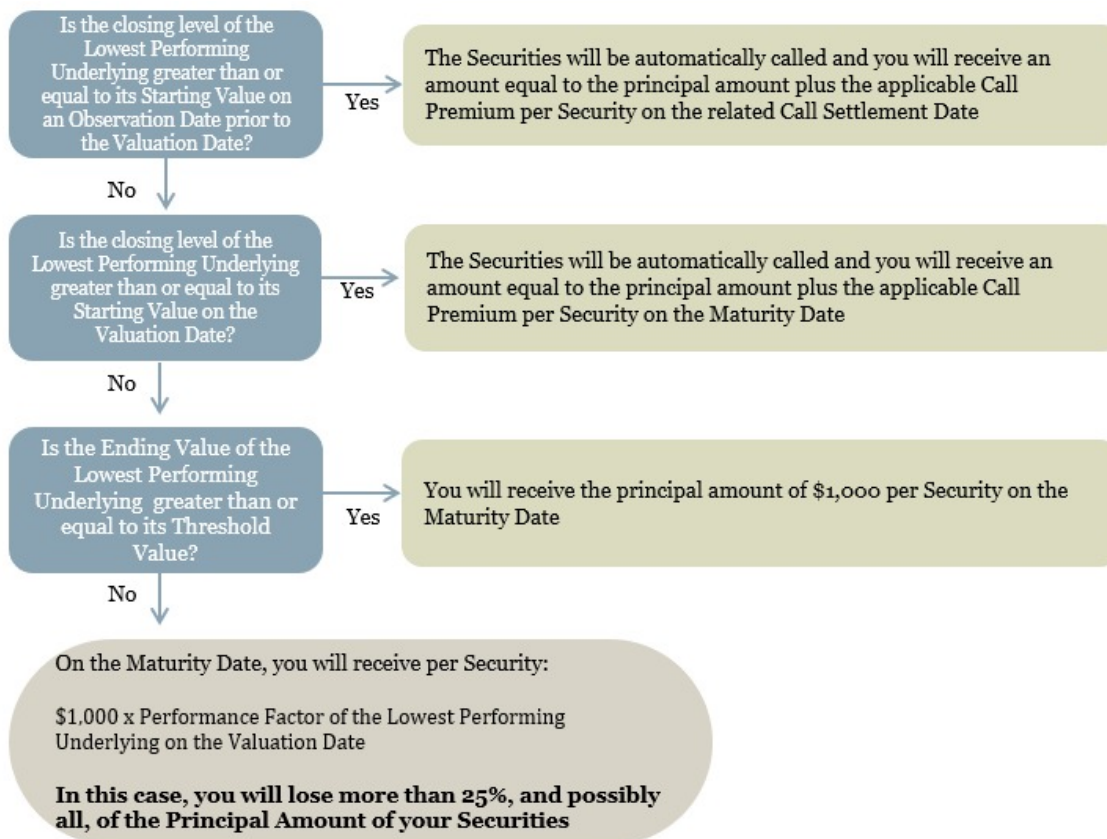 Is the closing level of the
Lowest Performing
Underlying greater than or
equal to its Starting Value on
an Observation Date prior to
the Valuation Date?
Yes
The Securities will be automatically called and you will receive an
amount equal to the principal amount plus the applicable Call
Premium per Security on the related Call Settlement Date
No
Is the closing level of the
Lowest Performing Underlying
greater than or equal to its
Starting Value on the
Valuation Date?
Yes
The Securities will be automatically called and you will receive an
amount equal to the principal amount plus the applicable Call
Premium per Security on the Maturity Date
No
Is the Ending Value of the
Lowest Performing
Underlying greater than or
equal to its Threshold
Value?
Yes
You will receive the principal amount of $1,000 per Security on the
Maturity Date
No
On the Maturity Date, you will receive per Security:
$1,000 x Performance Factor of the Lowest Performing
Underlying on the Valuation Date
In this case, you will lose more than 25%, and possibly
all, of the Principal Amount of your Securities